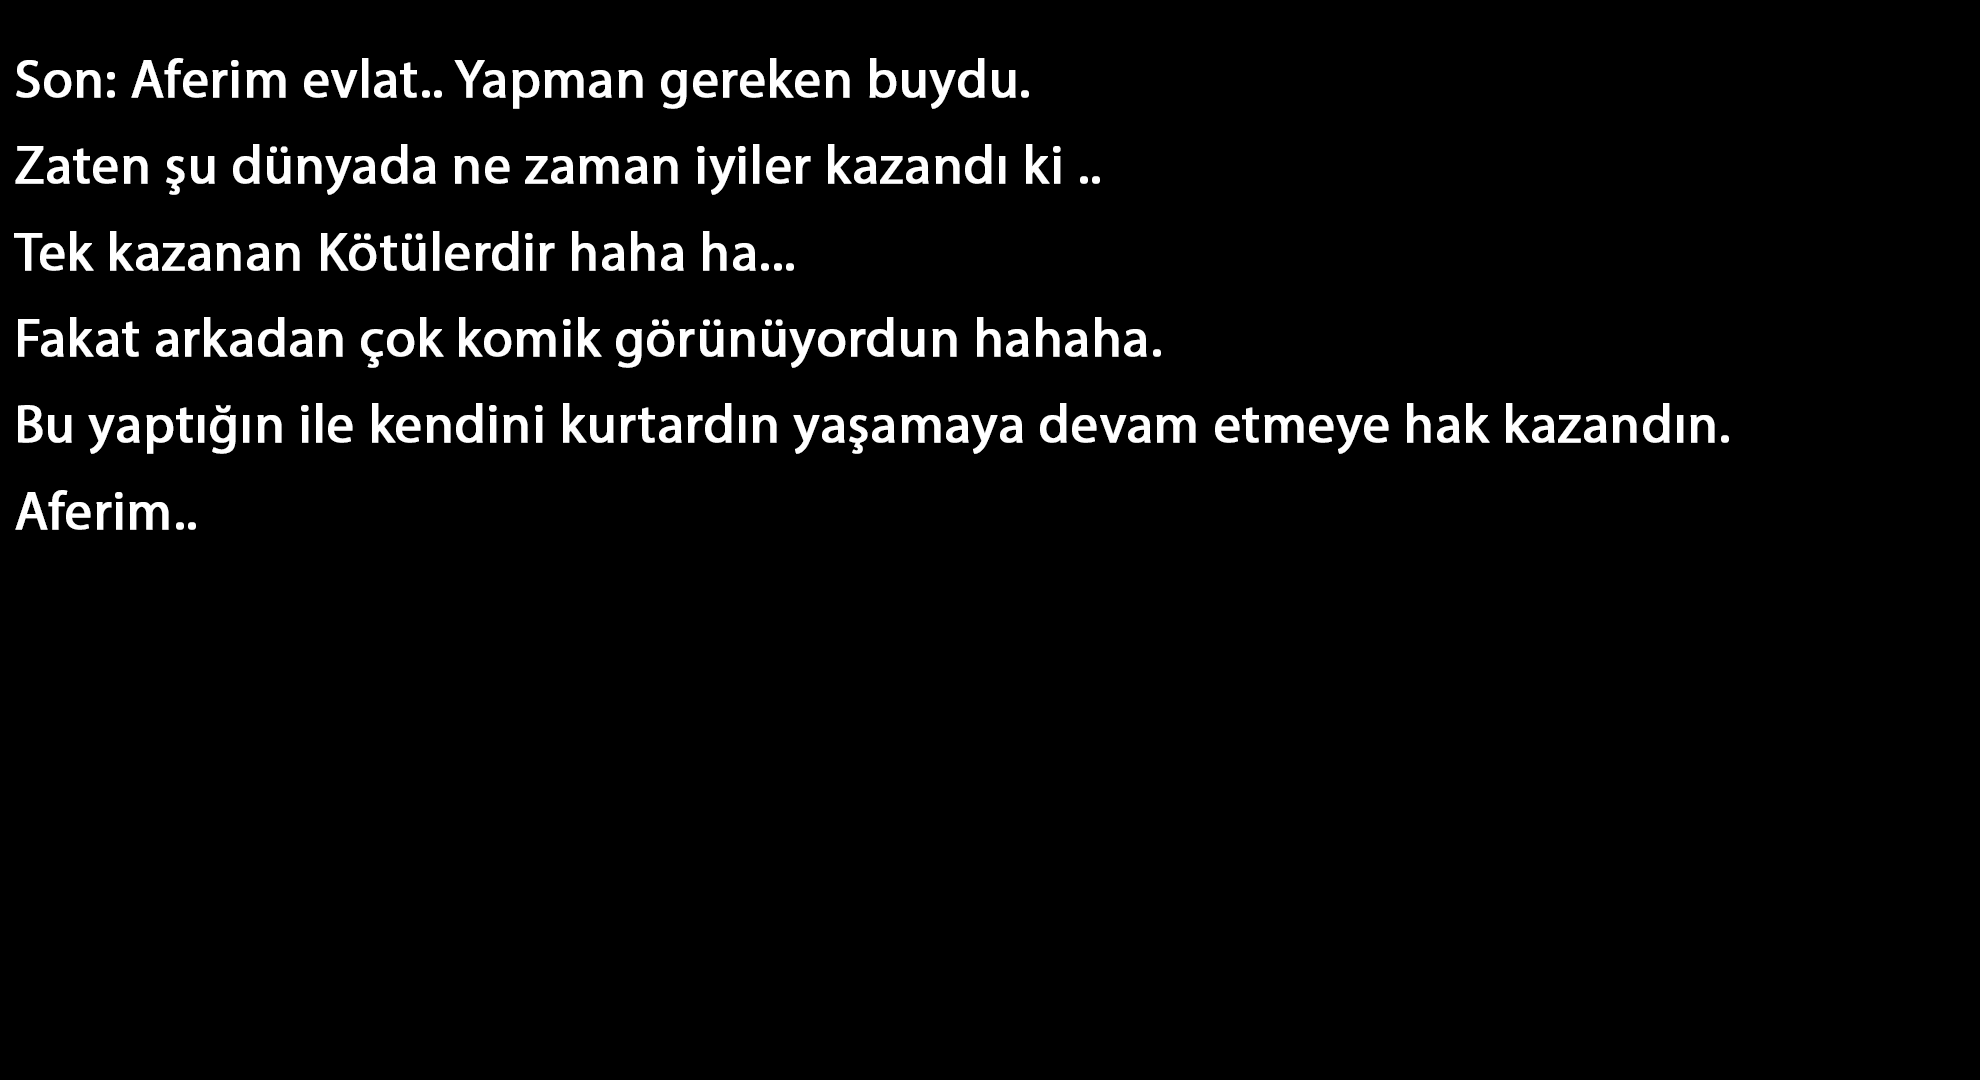 Son: Aferim evlat.. Yapman gereken buydu.
Zaten şu dünyada ne zaman iyiler kazandı ki ..
Tek kazanan Kötülerdir haha ha...
Fakat arkadan çok komik görünüyordun hahaha.
Bu yaptığın ile kendini kurtardın yaşamaya devam etmeye hak kazandın.
Aferim..